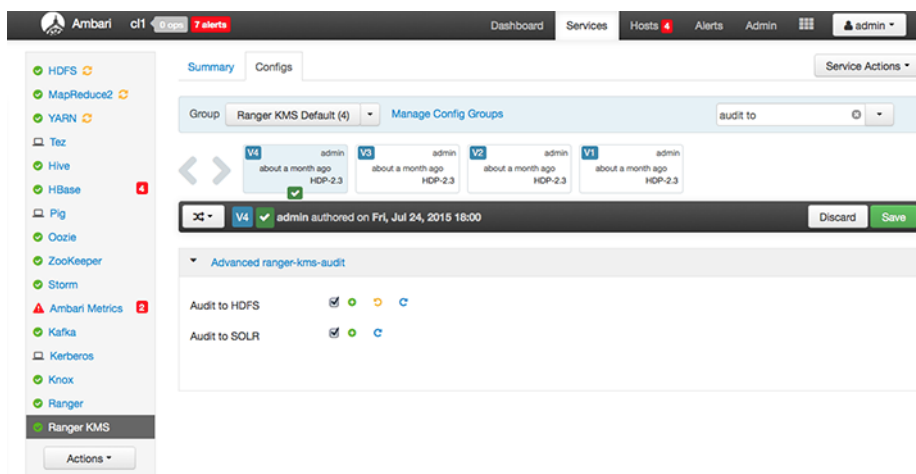 Ambari cl1 0 ops 7 alerts Dashboard Services Hosts 4 Alerts Admin admin
HDFS
MapReduce2
YARN
Tez
Hive
HBase 4
Pig
Oozie
ZooKeeper
Storm
Ambari Metrics 2
Kafka
Kerberos
Knox
Ranger
Ranger KMS
Actions
Summary Configs Service Actions
Group Ranger KMS Default (4) Manage Config Groups audit to
V4 admin
about a month ago
HDP-2.3
V3 admin
about a month ago
HDP-2.3
V2 admin
about a month ago
HDP-2.3
V1 admin
about a month ago
HDP-2.3
V4 admin authored on Fri, Jul 24, 2015 18:00 Discard Save
Advanced ranger-kms-audit
Audit to HDFS
Audit to SOLR